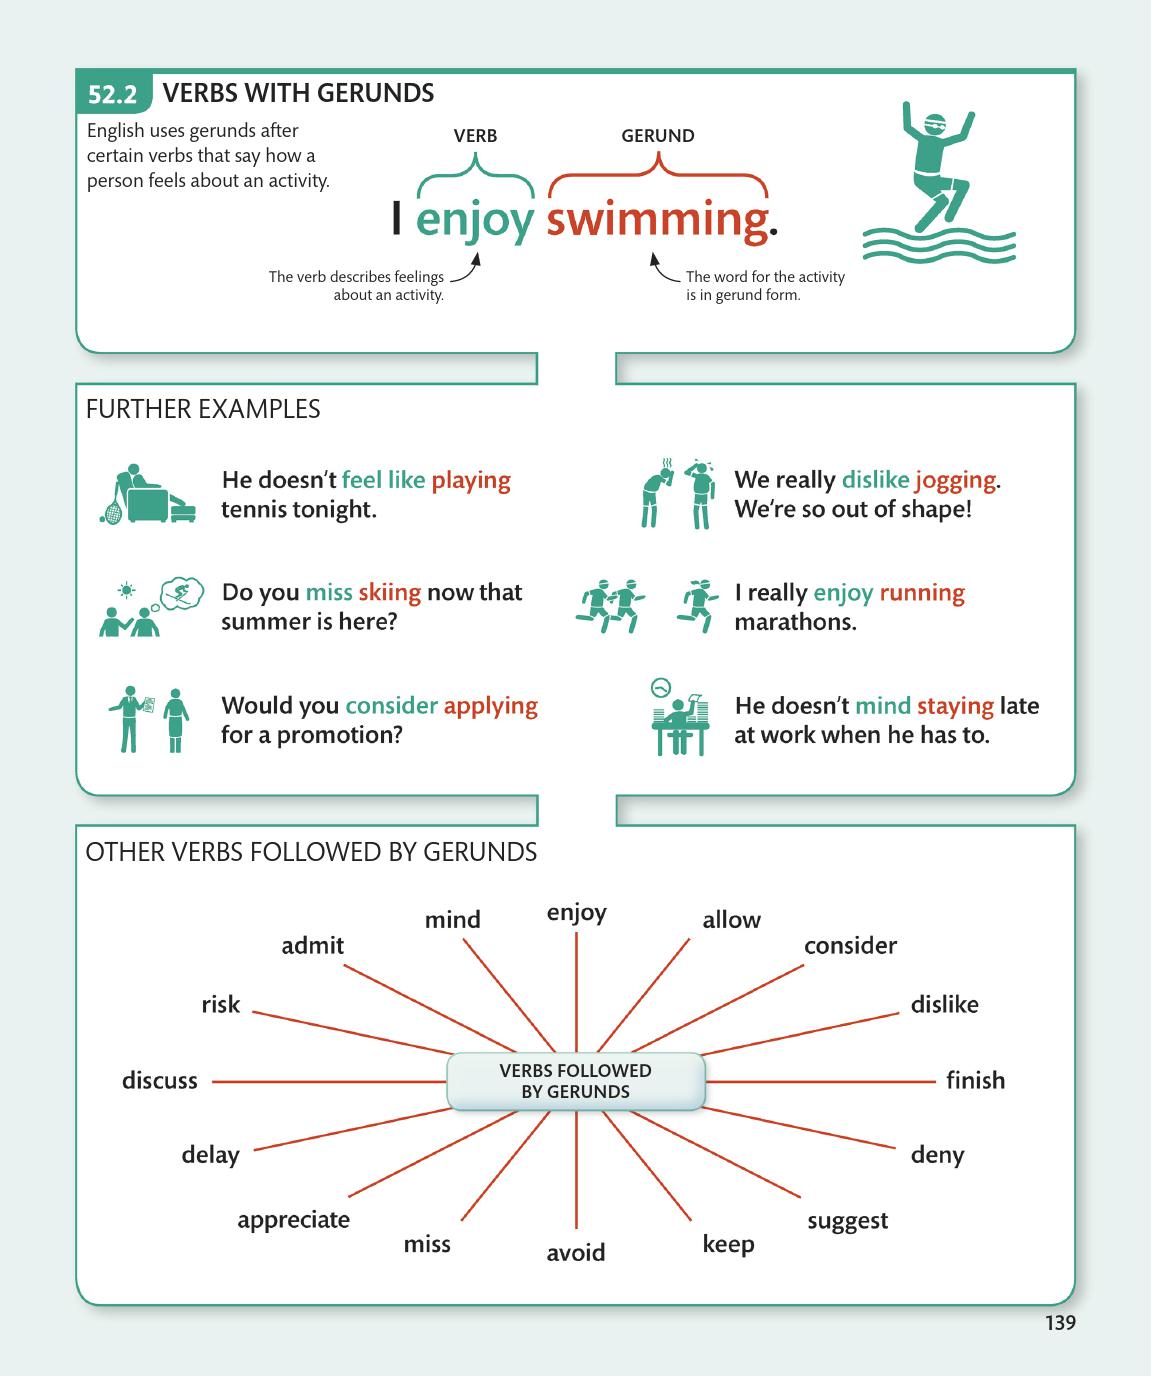 52.2 VERBS WITH GERUNDS
English uses gerunds after
certain verbs that say how a
person feels about an activity.
VERB
GERUND
I enjoy swimming.
The verb describes feelings
about an activity.
The word for the activity
is in gerund form.
FURTHER EXAMPLES
He doesn't feel like playing
tennis tonight.
We really dislike jogging.
We're so out of shape!
Do you miss skiing now that
summer is here?
I really enjoy running
marathons.
Would you consider applying
for a promotion?
He doesn't mind staying late
at work when he has to.
OTHER VERBS FOLLOWED BY GERUNDS
enjoy
mind
allow
admit
consider
risk
dislike
VERBS FOLLOWED
BY GERUNDS
discuss
finish
delay
deny
appreciate
suggest
miss
keep
avoid
139